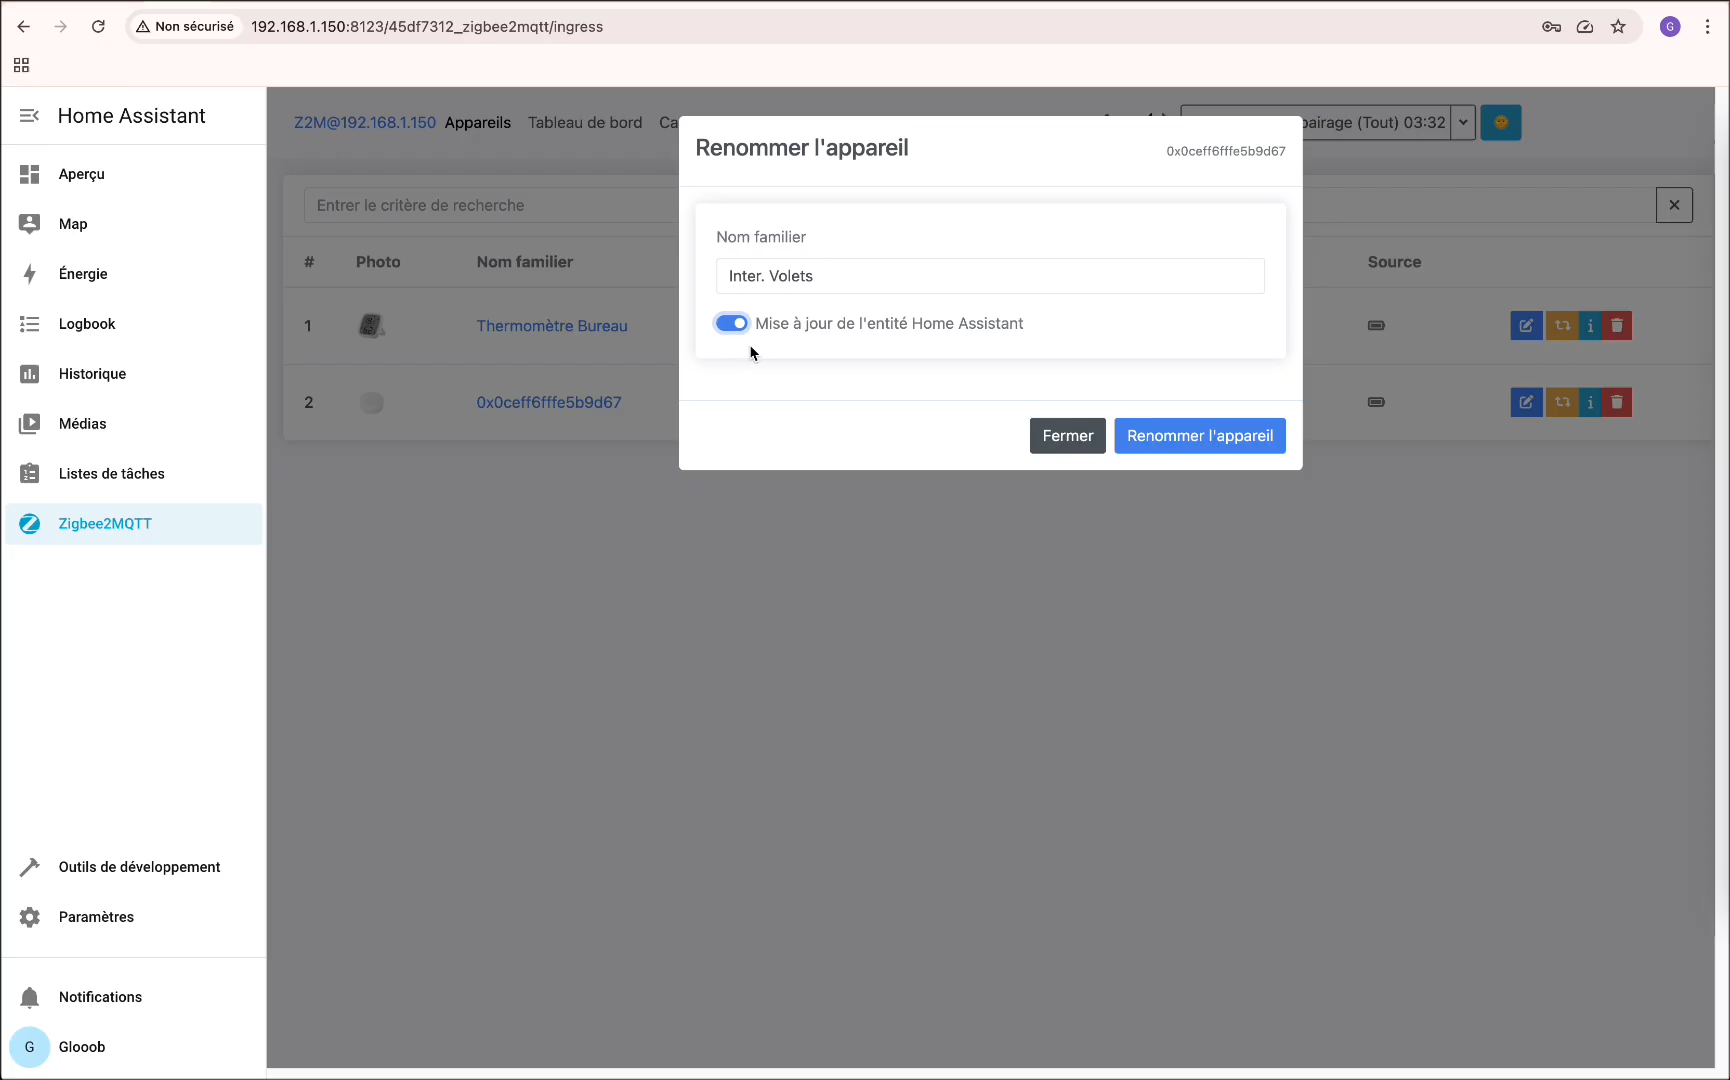 Non sécurisé
192.168.1.150:8123/45df7312_zigbee2mqtt/ingress
G
Home Assistant
Aperçu
Map
Énergie
Logbook
Historique
Médias
Listes de tâches
Zigbee2MQTT
Outils de développement
Paramètres
Notifications
G
Glooob
Z2M@192.168.1.150 Appareils Tableau de bord Ca
pairage (Tout) 03:32
Entrer le critère de recherche
# Photo Nom familier Source
1 Thermomètre Bureau
2 0x0ceff6fffe5b9d67
Renommer l'appareil
0x0ceff6fffe5b9d67
Nom familier
Inter. Volets
Mise à jour de l'entité Home Assistant
Fermer
Renommer l'appareil